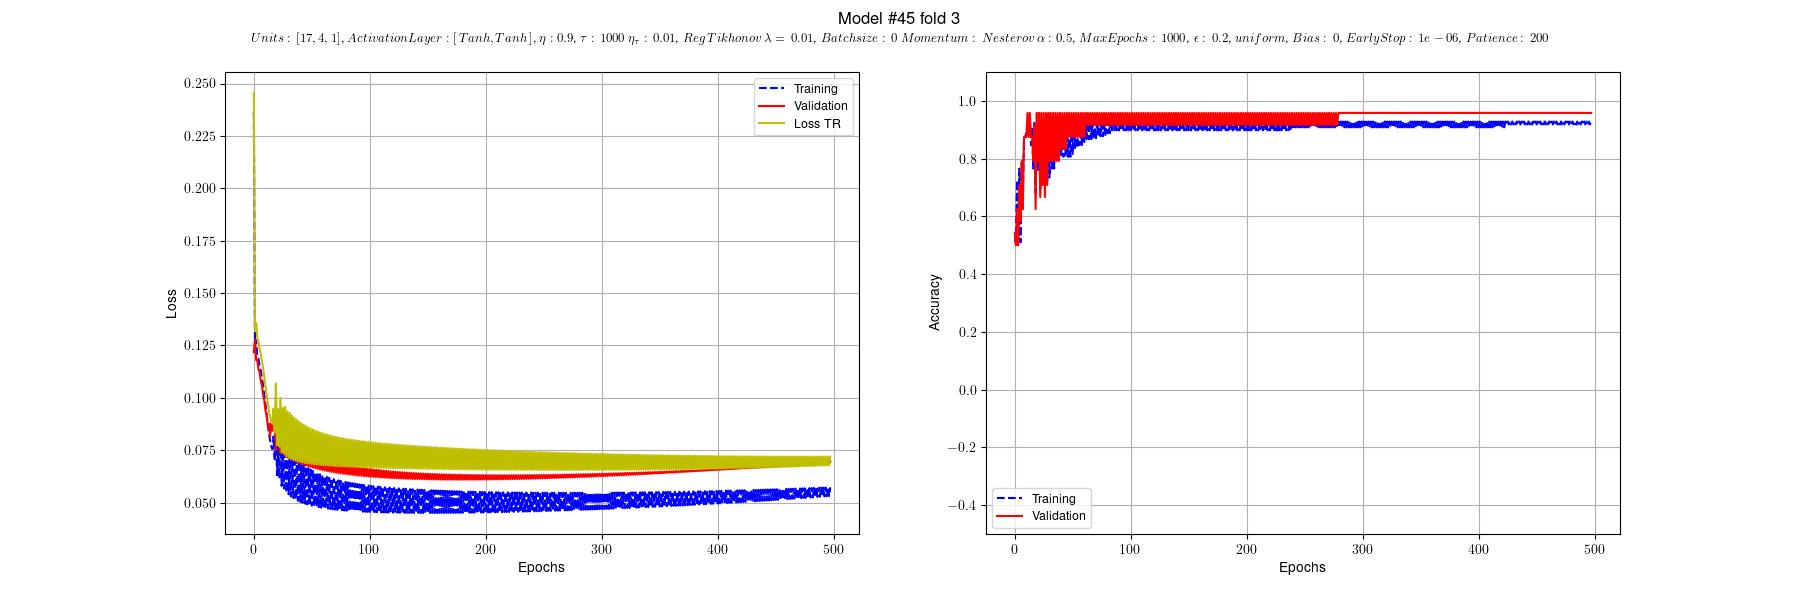 Model #45 fold 3
Units : [17, 4, 1], ActivationLayer : [Tanh, Tanh], η : 0.9, τ : 1000 ητ : 0.01, RegTikhonov λ = 0.01, Batchsize : 0 Momentum : Nesterov α : 0.5, MaxEpochs : 1000, ϵ : 0.2, uniform, Bias : 0, EarlyStop : 1e − 06, Patience : 200
0.250
0.225
0.200
0.175
0.150
0.125
0.100
0.075
0.050
Loss
0 100 200 300 400 500
Epochs
Training
Validation
Loss TR
1.0
0.8
0.6
0.4
0.2
0.0
−0.2
−0.4
Accuracy
0 100 200 300 400 500
Epochs
Training
Validation